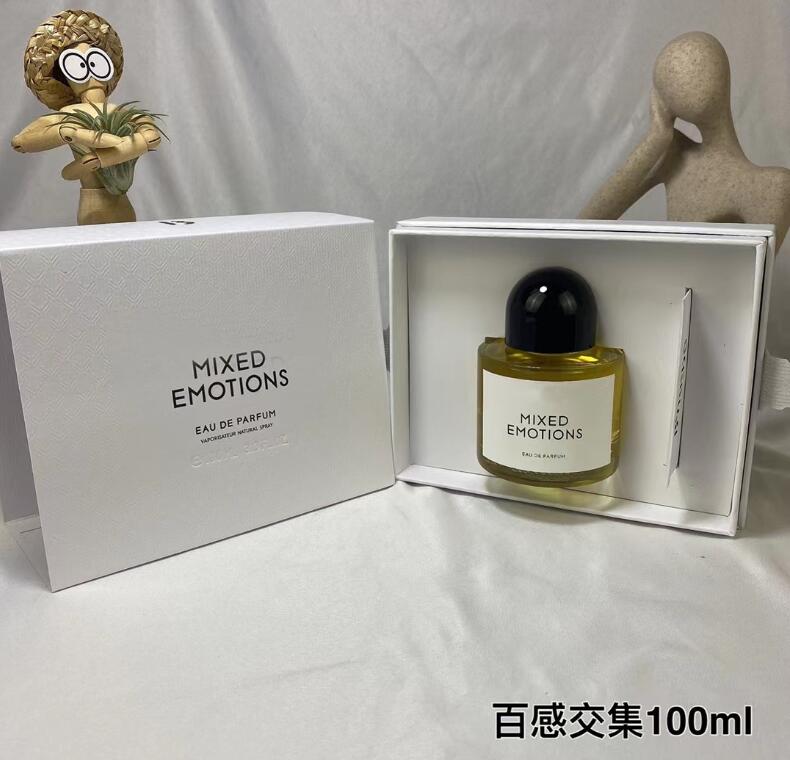 MIXED
EMOTIONS
EAU DE PARFUM
VAPORISATEUR NATURAL SPRAY
MIXED
EMOTIONS
EAU DE PARFUM
百感交集100ml